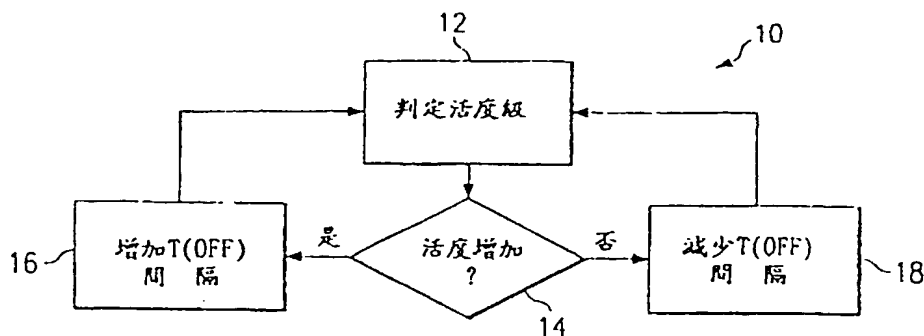 12
10
判定活度級
16
增加T(OFF)
間隔
是
活度增加
?
否
減少T(OFF)
間隔
18
14